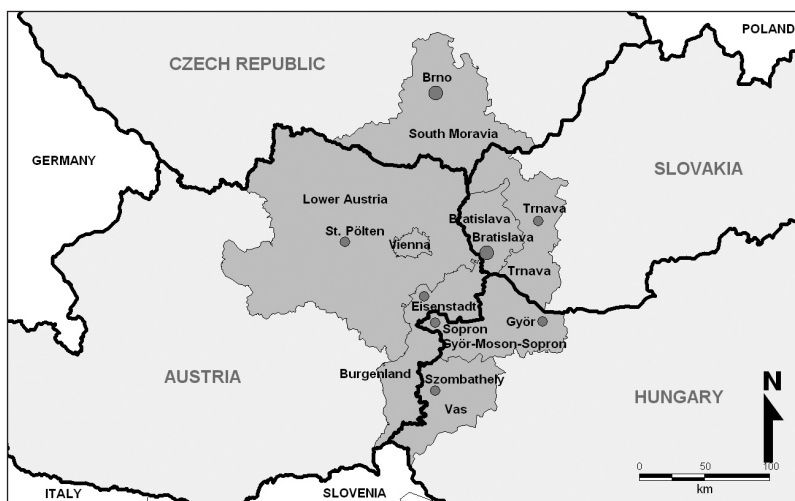 POLAND
CZECH REPUBLIC
Brno
South Moravia
GERMANY
SLOVAKIA
Lower Austria
Trnava
Bratislava
St. Pölten
Vienna
Bratislava
Trnava
Eisenstadt
Sopron
Györ
Györ-Moson-Sopron
AUSTRIA
Burgenland
Szombathely
Vas
HUNGARY
N
0 50 100
km
ITALY
SLOVENIA